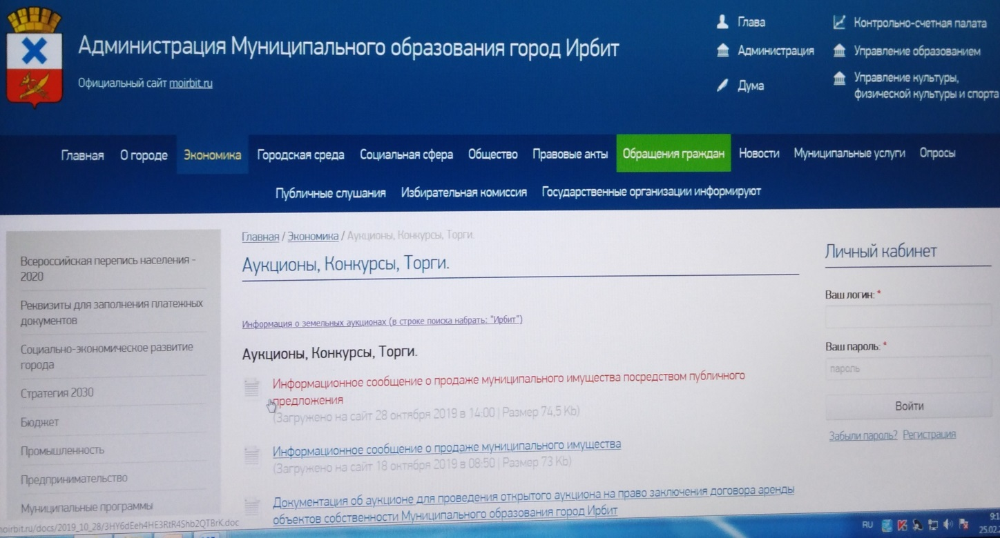 Администрация Муниципального образования город Ирбит
Официальный сайт moirbit.ru
Глава
Администрация
Дума
Контрольно-счетная палата
Управление образованием
Управление культуры,
физической культуры и спорта
Главная О городе Экономика Городская среда Социальная сфера Общество Правовые акты Обращения граждан Новости Муниципальные услуги Опросы
Публичные слушания Избирательная комиссия Государственные организации информируют
Всероссийская перепись населения -
2020
Реквизиты для заполнения платежных
документов
Социально-экономическое развитие
города
Стратегия 2030
Бюджет
Промышленность
Предпринимательство
Муниципальные программы
Главная / Экономика / Аукционы, Конкурсы, Торги.
Аукционы, Конкурсы, Торги.
Информация о земельных аукционах (в строке поиска набрать: "Ирбит")
Аукционы, Конкурсы, Торги.
Информационное сообщение о продаже муниципального имущества посредством публичного
предложения
(Загружено на сайт 28 октября 2019 в 14:00 | Размер 74,5 Kb)
Информационное сообщение о продаже муниципального имущества
(Загружено на сайт 18 октября 2019 в 08:50 | Размер 73 Kb)
Документация об аукционе для проведения открытого аукциона на право заключения договора аренды
объектов собственности Муниципального образования город Ирбит
Личный кабинет
Ваш логин: *
Ваш пароль: *
пароль
Войти
Забыли пароль? Регистрация
moirbit.ru/docs/2019_10_28/3HY6dEeh4HE3RtR4Shb2QTBrK.doc
RU
9:1
25.02.